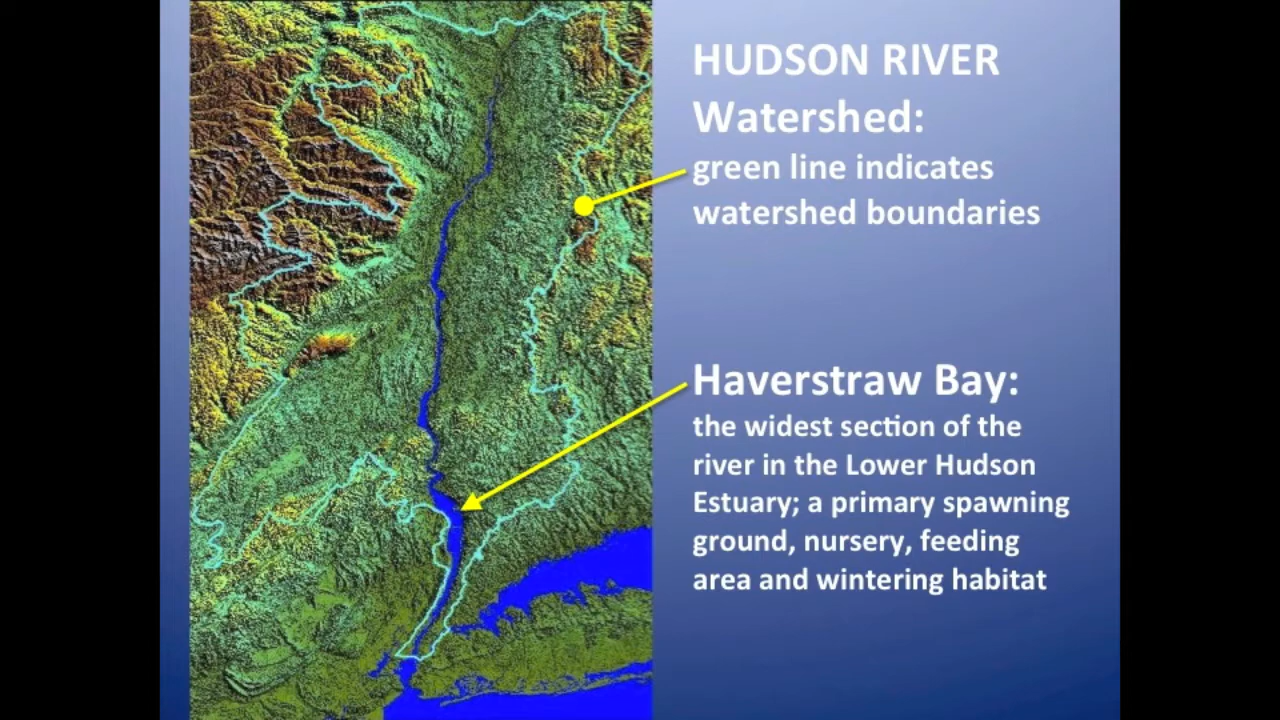 HUDSON RIVER
Watershed:
green line indicates
watershed boundaries
Haverstraw Bay:
the widest section of the
river in the Lower Hudson
Estuary; a primary spawning
ground, nursery, feeding
area and wintering habitat